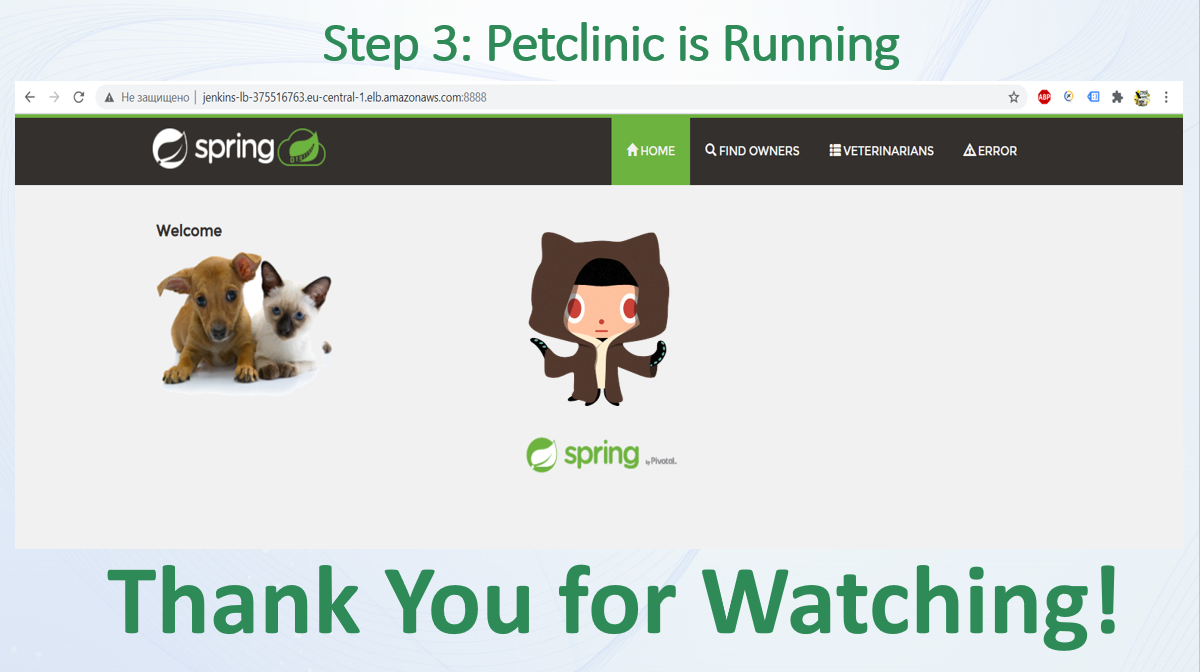 Step 3: Petclinic is Running
Не защищено | jenkins-lb-375516763.eu-central-1.elb.amazonaws.com:8888
ABP
spring
HOME FIND OWNERS VETERINARIANS ERROR
Welcome
spring by Pivotal.
Thank You for Watching!